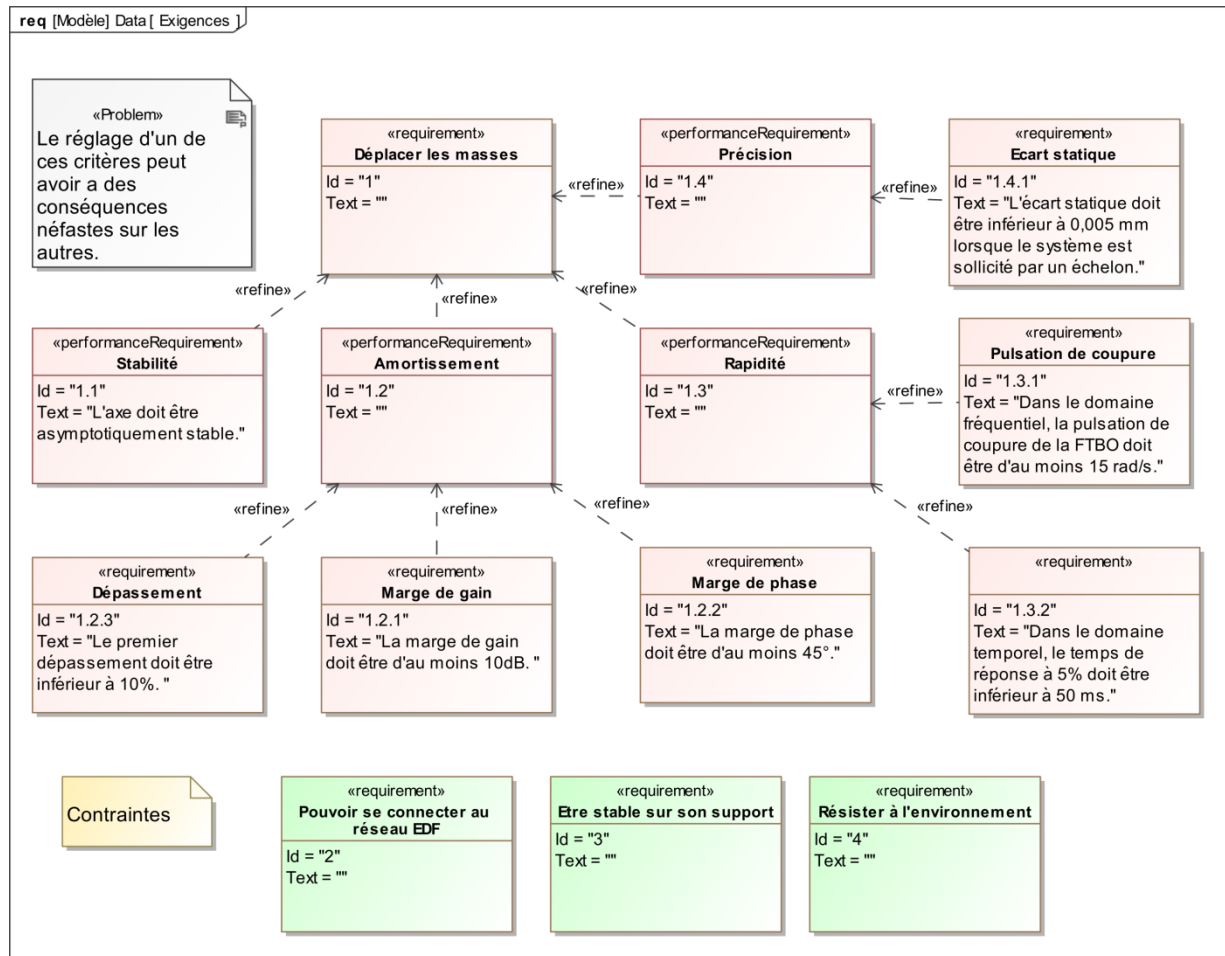 req [Modèle] Data [ Exigences ]
«Problem»
Le réglage d'un de
ces critères peut
avoir a des
conséquences
néfastes sur les
autres.
«requirement»
Déplacer les masses
Id = "1"
Text = ""
«refine»
«performanceRequirement»
Précision
Id = "1.4"
Text = ""
«refine»
«requirement»
Ecart statique
Id = "1.4.1"
Text = "L'écart statique doit
être inférieur à 0,005 mm
lorsque le système est
sollicité par un échelon."
«refine»
«refine»
«refine»
«performanceRequirement»
Stabilité
Id = "1.1"
Text = "L'axe doit être
asymptotiquement stable."
«performanceRequirement»
Amortissement
Id = "1.2"
Text = ""
«performanceRequirement»
Rapidité
Id = "1.3"
Text = ""
«refine»
«requirement»
Pulsation de coupure
Id = "1.3.1"
Text = "Dans le domaine
fréquentiel, la pulsation de
coupure de la FTBO doit
être d'au moins 15 rad/s."
«refine»
«refine»
«refine»
«refine»
«requirement»
Dépassement
Id = "1.2.3"
Text = "Le premier
dépassement doit être
inférieur à 10%. "
«requirement»
Marge de gain
Id = "1.2.1"
Text = "La marge de gain
doit être d'au moins 10dB. "
«requirement»
Marge de phase
Id = "1.2.2"
Text = "La marge de phase
doit être d'au moins 45°."
«requirement»
Id = "1.3.2"
Text = "Dans le domaine
temporel, le temps de
réponse à 5% doit être
inférieur à 50 ms."
Contraintes
«requirement»
Pouvoir se connecter au
réseau EDF
Id = "2"
Text = ""
«requirement»
Etre stable sur son support
Id = "3"
Text = ""
«requirement»
Résister à l'environnement
Id = "4"
Text = ""